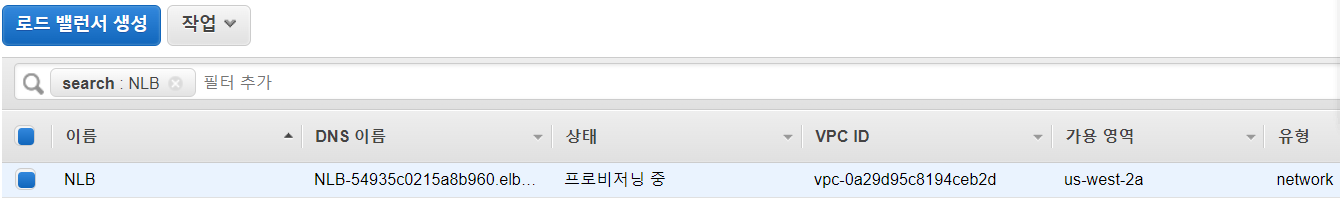 로드 밸런서 생성 작업
search : NLB 필터 추가
이름 DNS 이름 상태 VPC ID 가용 영역 유형
NLB NLB-54935c0215a8b960.elb… 프로비저닝 중 vpc-0a29d95c8194ceb2d us-west-2a network